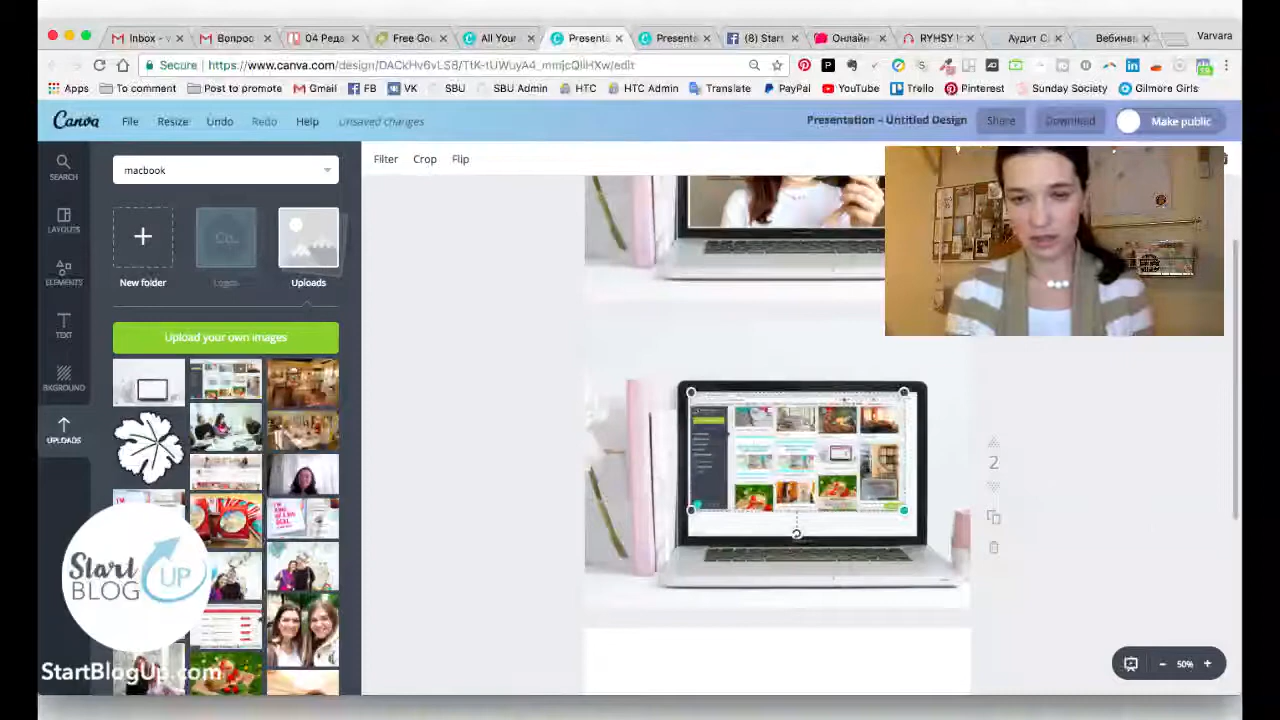 Inbox - v
Вопрос
04 Реда
Free Go
All Your
Presenta
Presenta
(8) Start
Онлайн
RYHSY I
Аудит С
Вебина
Varvara
Secure
https://www.canva.com/design/
/edit
Apps
To comment
Post to promote
Gmail
FB
VK
SBU
SBU Admin
HTC
HTC Admin
Translate
PayPal
YouTube
Trello
Pinterest
Sunday Society
Gilmore Girls
Canva
File
Resize
Undo
Redo
Help
Unsaved changes
Presentation – Untitled Design
Share
Download
Make public
SEARCH
LAYOUTS
ELEMENTS
TEXT
BKGROUND
UPLOADS
macbook
Filter
Crop
Flip
New folder
Logos
Uploads
Upload your own images
2
50%
Start
BLOG UP
StartBlogUp.com